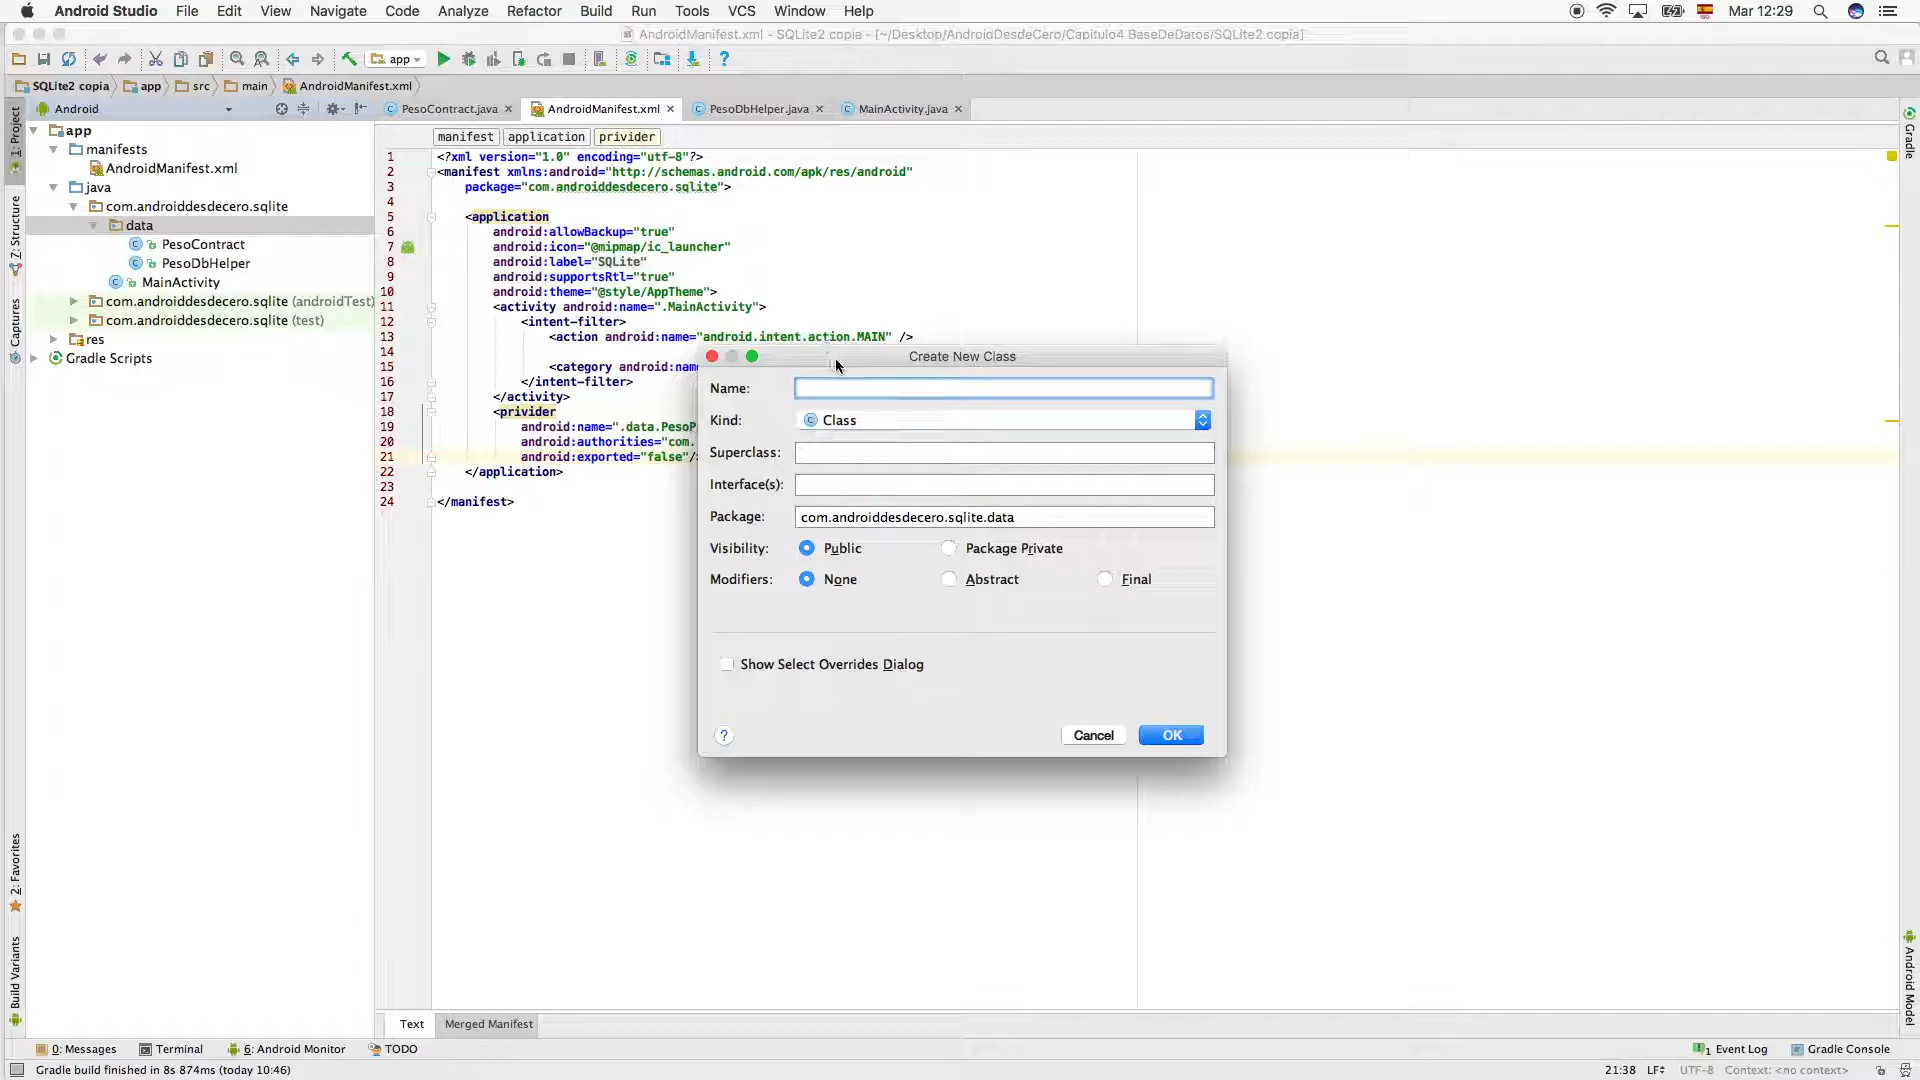 Android Studio File Edit View Navigate Code Analyze Refactor Build Run Tools VCS Window Help Mar 12:29
AndroidManifest.xml - SQLite2 copia - [~/Desktop/AndroidDesdeCero/Capitulo4 BaseDeDatos/SQLite2 copia]
app
SQLite2 copia app src main AndroidManifest.xml
Android
PesoContract.java AndroidManifest.xml PesoDbHelper.java MainActivity.java
1: Project
Z: Structure
Captures
2: Favorites
Build Variants
app
manifests
AndroidManifest.xml
java
com.androiddesdecero.sqlite
data
PesoContract
PesoDbHelper
MainActivity
com.androiddesdecero.sqlite (androidTest)
com.androiddesdecero.sqlite (test)
res
Gradle Scripts
manifest application privider
1 <?xml version="1.0" encoding="utf-8"?>
2 <manifest xmlns:android="http://schemas.android.com/apk/res/android"
3 package="com.androiddesdecero.sqlite">
4
5 <application
6 android:allowBackup="true"
7 android:icon="@mipmap/ic_launcher"
8 android:label="SQLite"
9 android:supportsRtl="true"
10 android:theme="@style/AppTheme">
11 <activity android:name=".MainActivity">
12 <intent-filter>
13 <action android:name="android.intent.action.MAIN" />
14
15 <category android:nam
16 </intent-filter>
17 </activity>
18 <privider
19 android:name=".data.PesoP
20 android:authorities="com.
21 android:exported="false"/
22 </application>
23
24 </manifest>
Create New Class
Name:
Kind: Class
Superclass:
Interface(s):
Package: com.androiddesdecero.sqlite.data
Visibility: Public Package Private
Modifiers: None Abstract Final
Show Select Overrides Dialog
? Cancel OK
Gradle
Android Model
Text Merged Manifest
0: Messages Terminal 6: Android Monitor TODO Event Log Gradle Console
Gradle build finished in 8s 874ms (today 10:46) 21:38 LF UTF-8 Context: <no context>